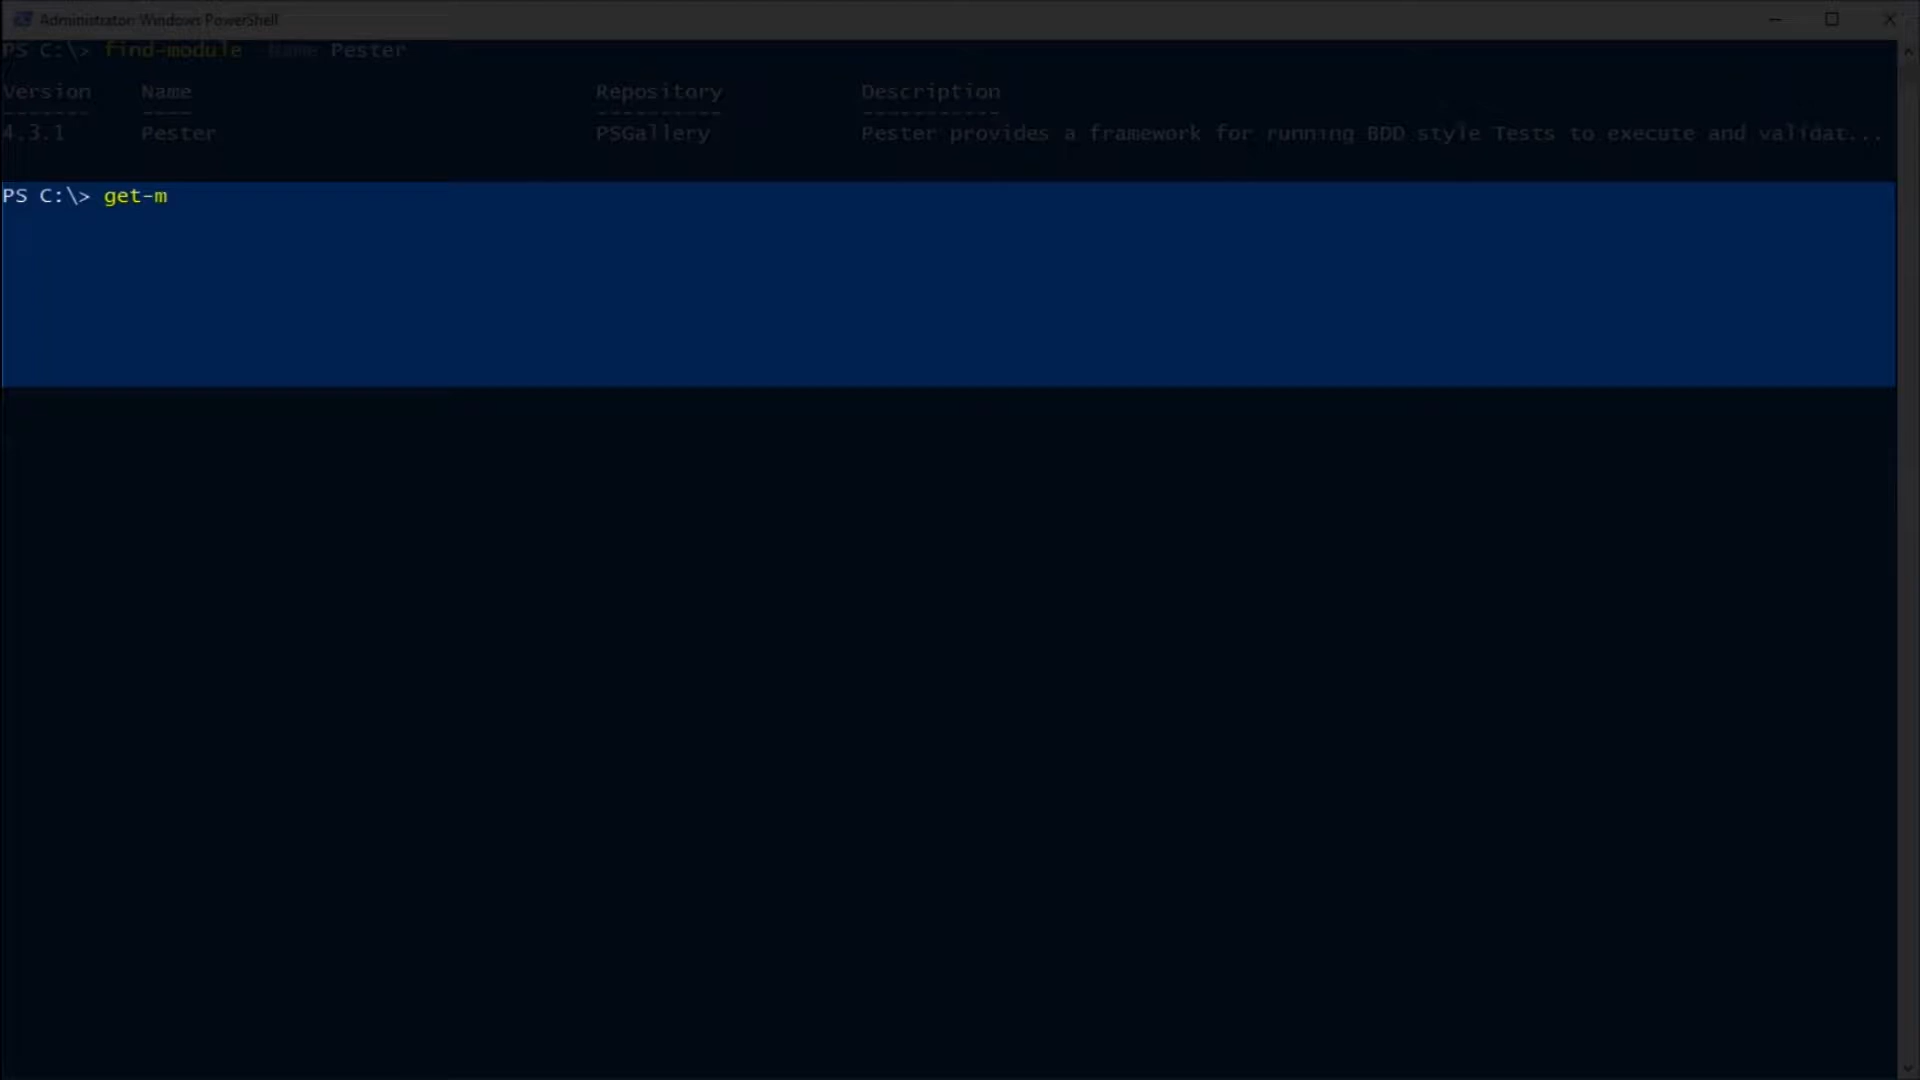 Administrator: Windows PowerShell
PS C:\> find-module -Name Pester
Version Name Repository Description
------- ---- ---------- -----------
4.3.1 Pester PSGallery Pester provides a framework for running BDD style Tests to execute and validat...
PS C:\> get-m